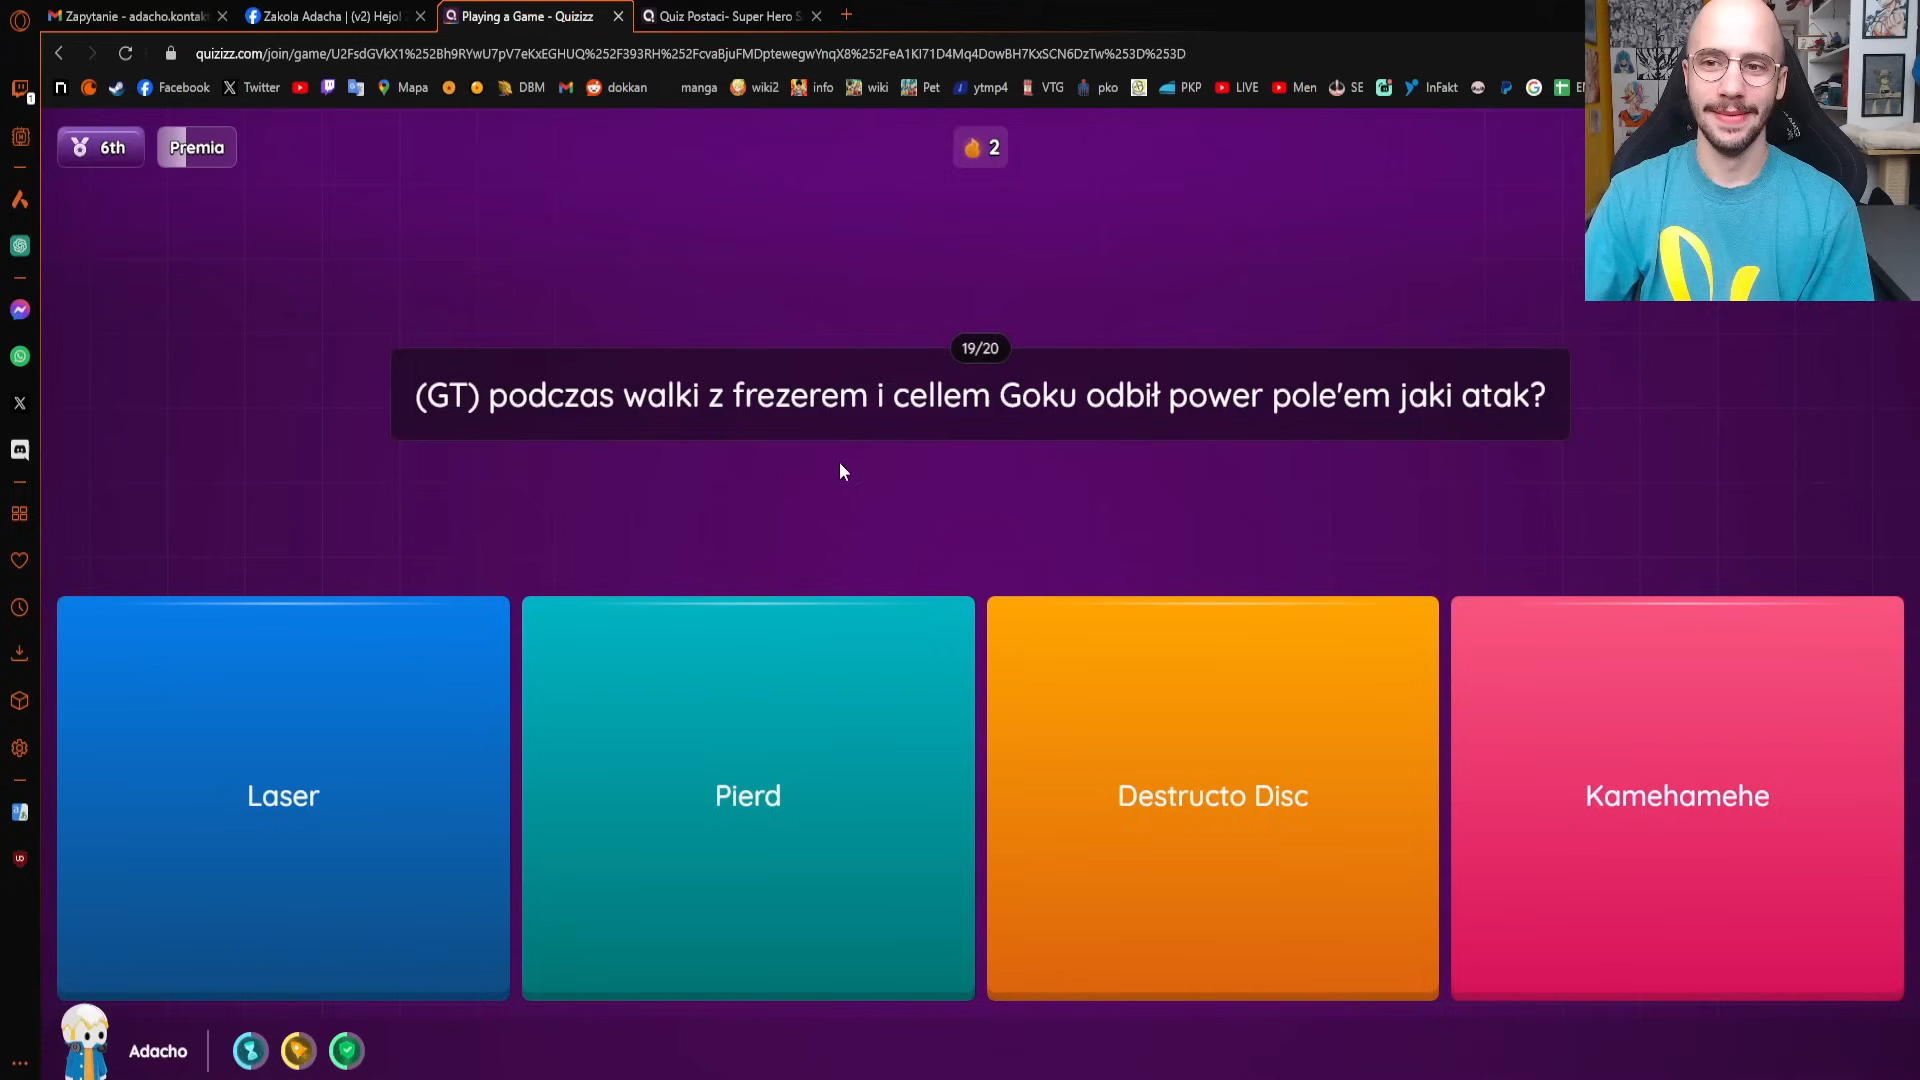 Zapytanie - adacho.kontak
Zakola Adacha | (v2) Hejo!
Playing a Game - Quizizz
Quiz Postaci- Super Hero S
quizizz.com/join/game/U2FsdGVkX1%252Bh9RYwU7pV7eKxEGHUQ%252F393RH%252FcvaBjuFMDptewegwYnqX8%252FeA1KI71D4Mq4DowBH7KxSCN6DzTw%253D%253D
Facebook Twitter Mapa DBM dokkan manga wiki2 info wiki Pet ytmp4 VTG pko PKP LIVE Men SE InFakt
1
6th Premia 2
19/20
(GT) podczas walki z frezerem i cellem Goku odbił power pole'em jaki atak?
Laser
Pierd
Destructo Disc
Kamehamehe
Adacho